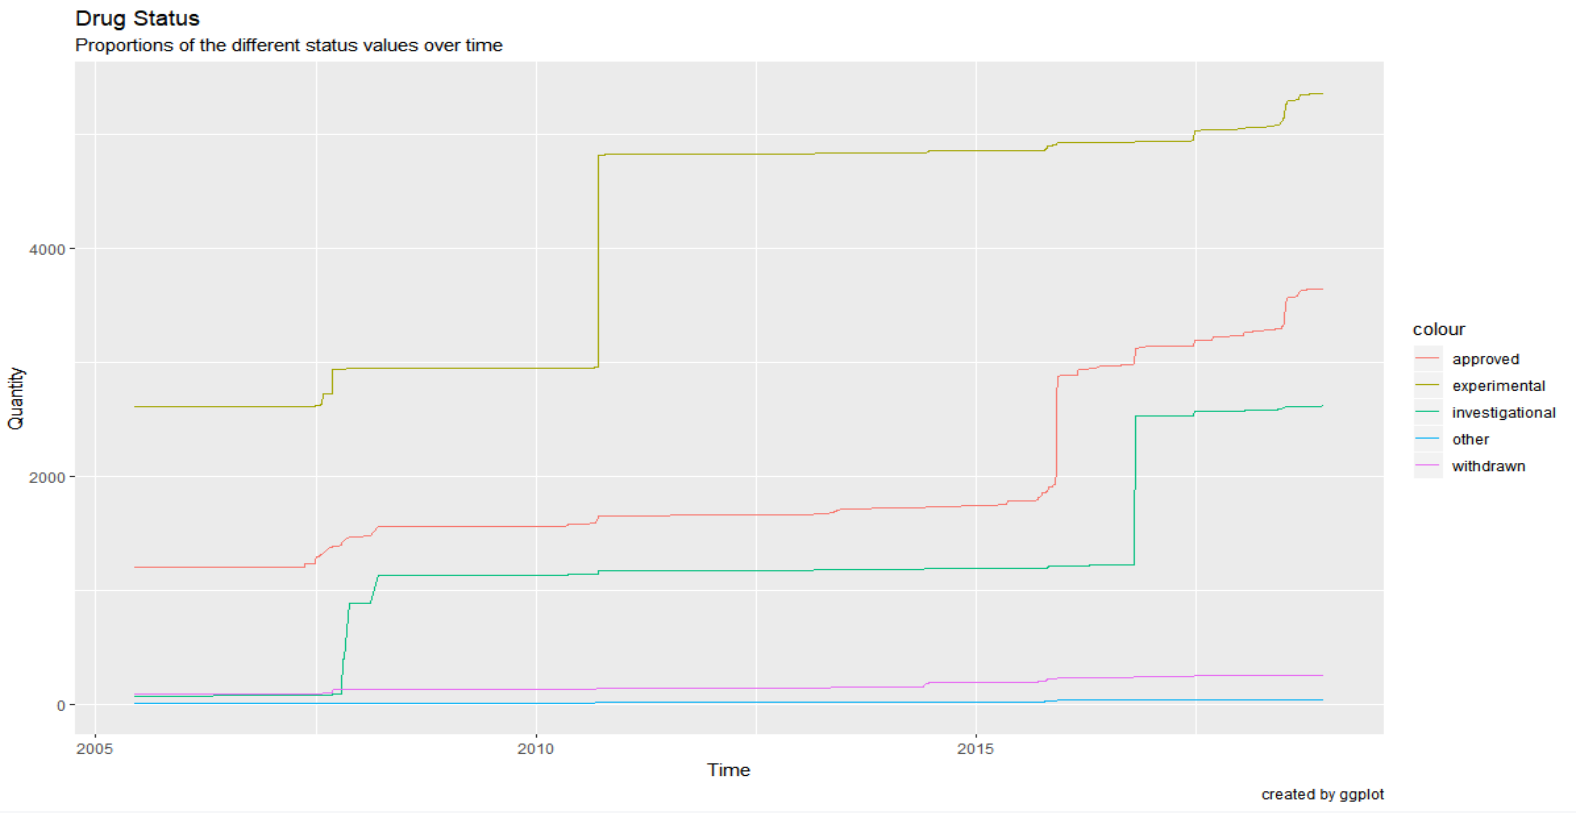 Drug Status
Proportions of the different status values over time
4000
2000
0
Quantity
2005
2010
2015
Time
colour
approved
experimental
investigational
other
withdrawn
created by ggplot